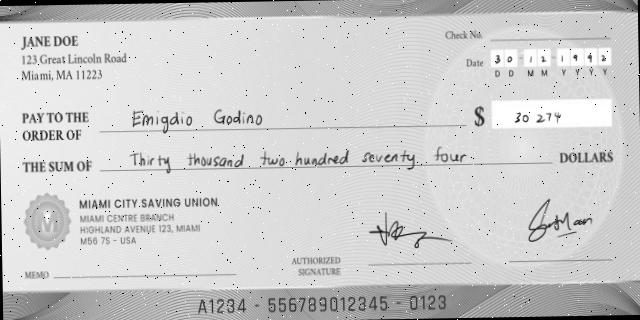 JANE DOE
123 Great Lincoln Road
Miami, MA 11223
Check No.
Date 3 0 1 2 1 9 4 2
D D M M Y Y Y Y
PAY TO THE ORDER OF Emigdio Godino $ 30 274
THE SUM OF Thirty thousand two hundred seventy four DOLLARS
MIAMI CITY SAVING UNION
MIAMI CENTRE BRANCH
HIGHLAND AVENUE 123, MIAMI
M56 7S - USA
MEMO
AUTHORIZED SIGNATURE
A1234 - 556789012345 - 0123